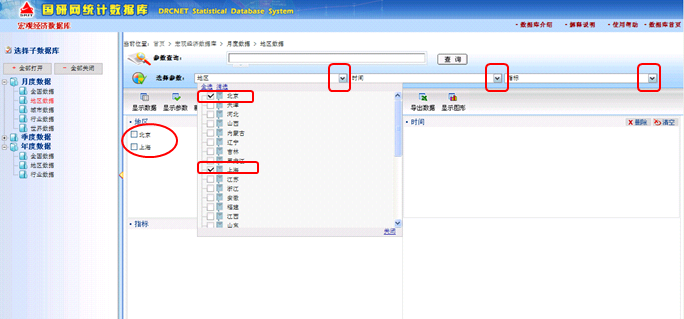 国研网统计数据库 DRCNET Statistical Database System
宏观经济数据库
数据库介绍 解释说明 使用帮助 数据库首页
选择子数据库
+ 全部打开 - 全部关闭
月度数据
全国数据
地区数据
城市数据
行业数据
世界数据
季度数据
年度数据
全国数据
地区数据
行业数据
当前位置: 首页 > 宏观经济数据库 > 月度数据 > 地区数据
参数查询: 查 询
选择参数: 地区 时间 指标
显示数据 显示参数 导出数据 显示图形
全选 清选
北京
天津
河北
山西
内蒙古
辽宁
吉林
黑龙江
上海
江苏
浙江
安徽
福建
江西
山东
关闭
地区
北京
上海
指标
时间 删除 清空